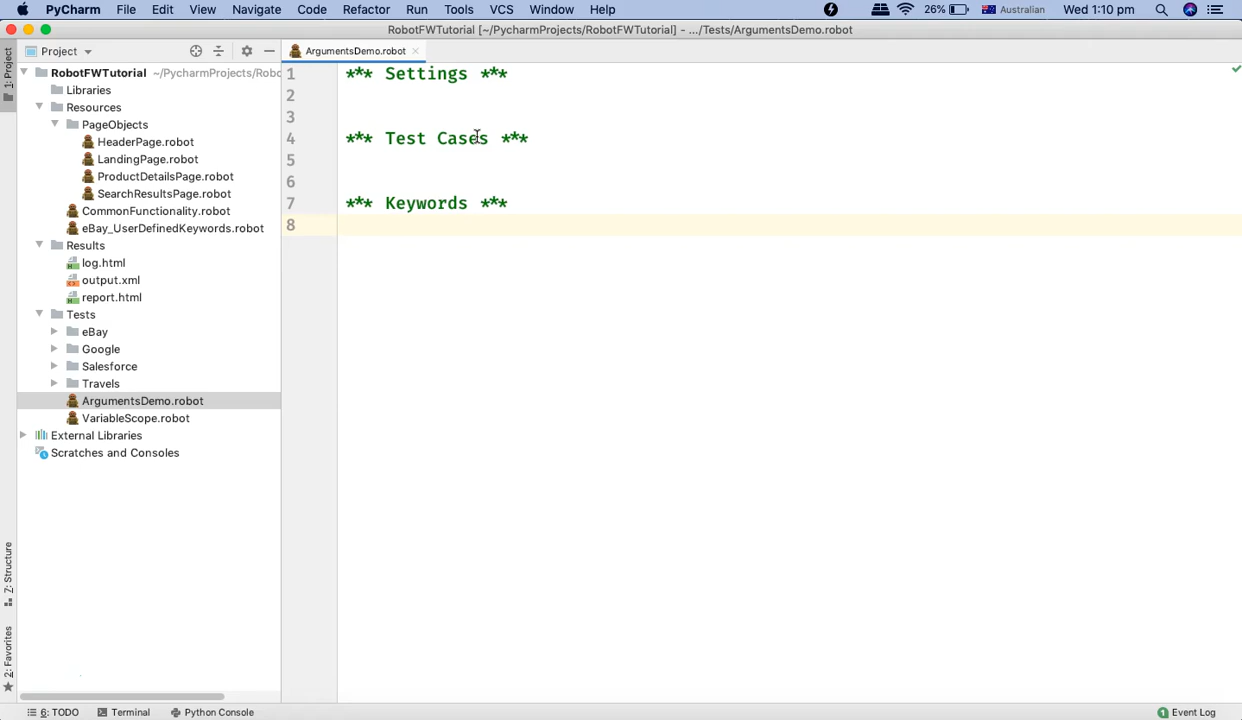 PyCharm File Edit View Navigate Code Refactor Run Tools VCS Window Help 26% Australian Wed 1:10 pm
RobotFWTutorial [~/PycharmProjects/RobotFWTutorial] - .../Tests/ArgumentsDemo.robot
Project
ArgumentsDemo.robot
1: Project
RobotFWTutorial ~/PycharmProjects/Robo
Libraries
Resources
PageObjects
HeaderPage.robot
LandingPage.robot
ProductDetailsPage.robot
SearchResultsPage.robot
CommonFunctionality.robot
eBay_UserDefinedKeywords.robot
Results
log.html
output.xml
report.html
Tests
eBay
Google
Salesforce
Travels
ArgumentsDemo.robot
VariableScope.robot
External Libraries
Scratches and Consoles
1 *** Settings ***
2
3
4 *** Test Cases ***
5
6
7 *** Keywords ***
8
7: Structure
2: Favorites
6: TODO Terminal Python Console 1 Event Log